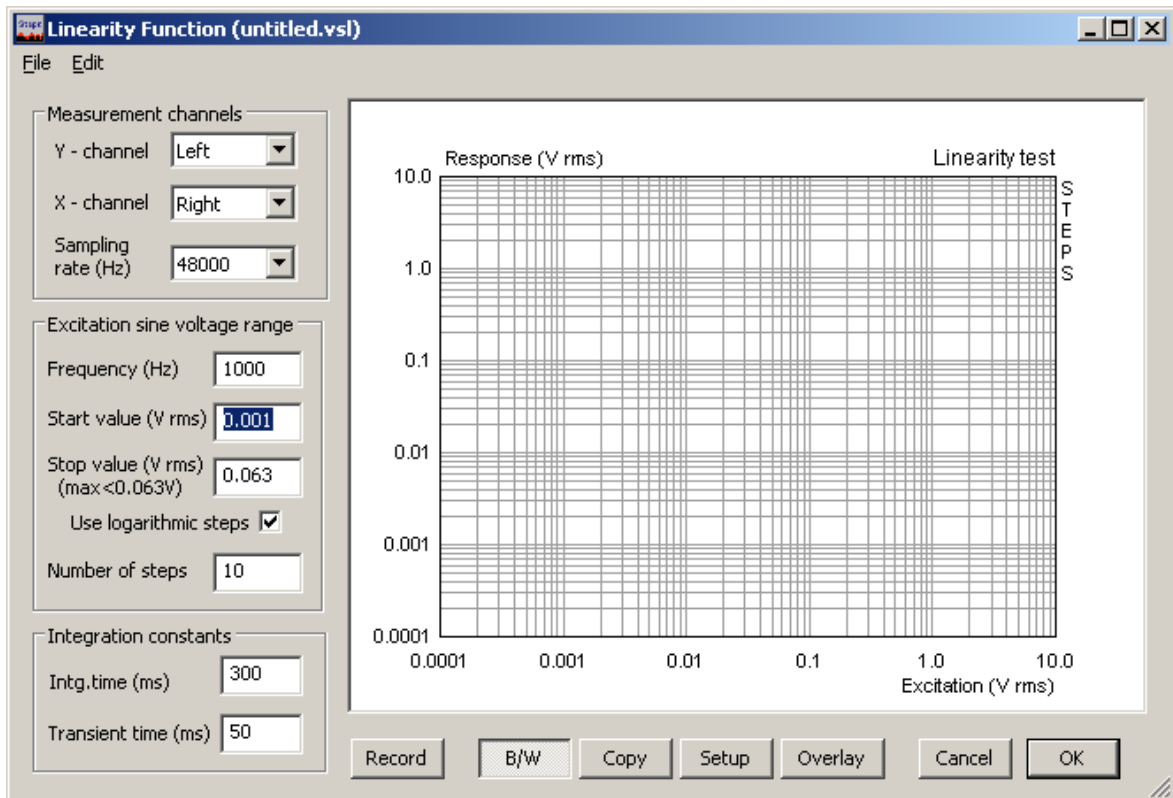 Steps
Linearity Function (untitled.vsl)
File Edit
Measurement channels
Y - channel Left
X - channel Right
Sampling
rate (Hz) 48000
Excitation sine voltage range
Frequency (Hz) 1000
Start value (V rms) 0.001
Stop value (V rms)
(max<0.063V) 0.063
Use logarithmic steps
Number of steps 10
Integration constants
Intg.time (ms) 300
Transient time (ms) 50
Response (V rms) Linearity test
10.0
1.0
0.1
0.01
0.001
0.0001
0.0001 0.001 0.01 0.1 1.0 10.0
Excitation (V rms)
S
T
E
P
S
Record B/W Copy Setup Overlay Cancel OK